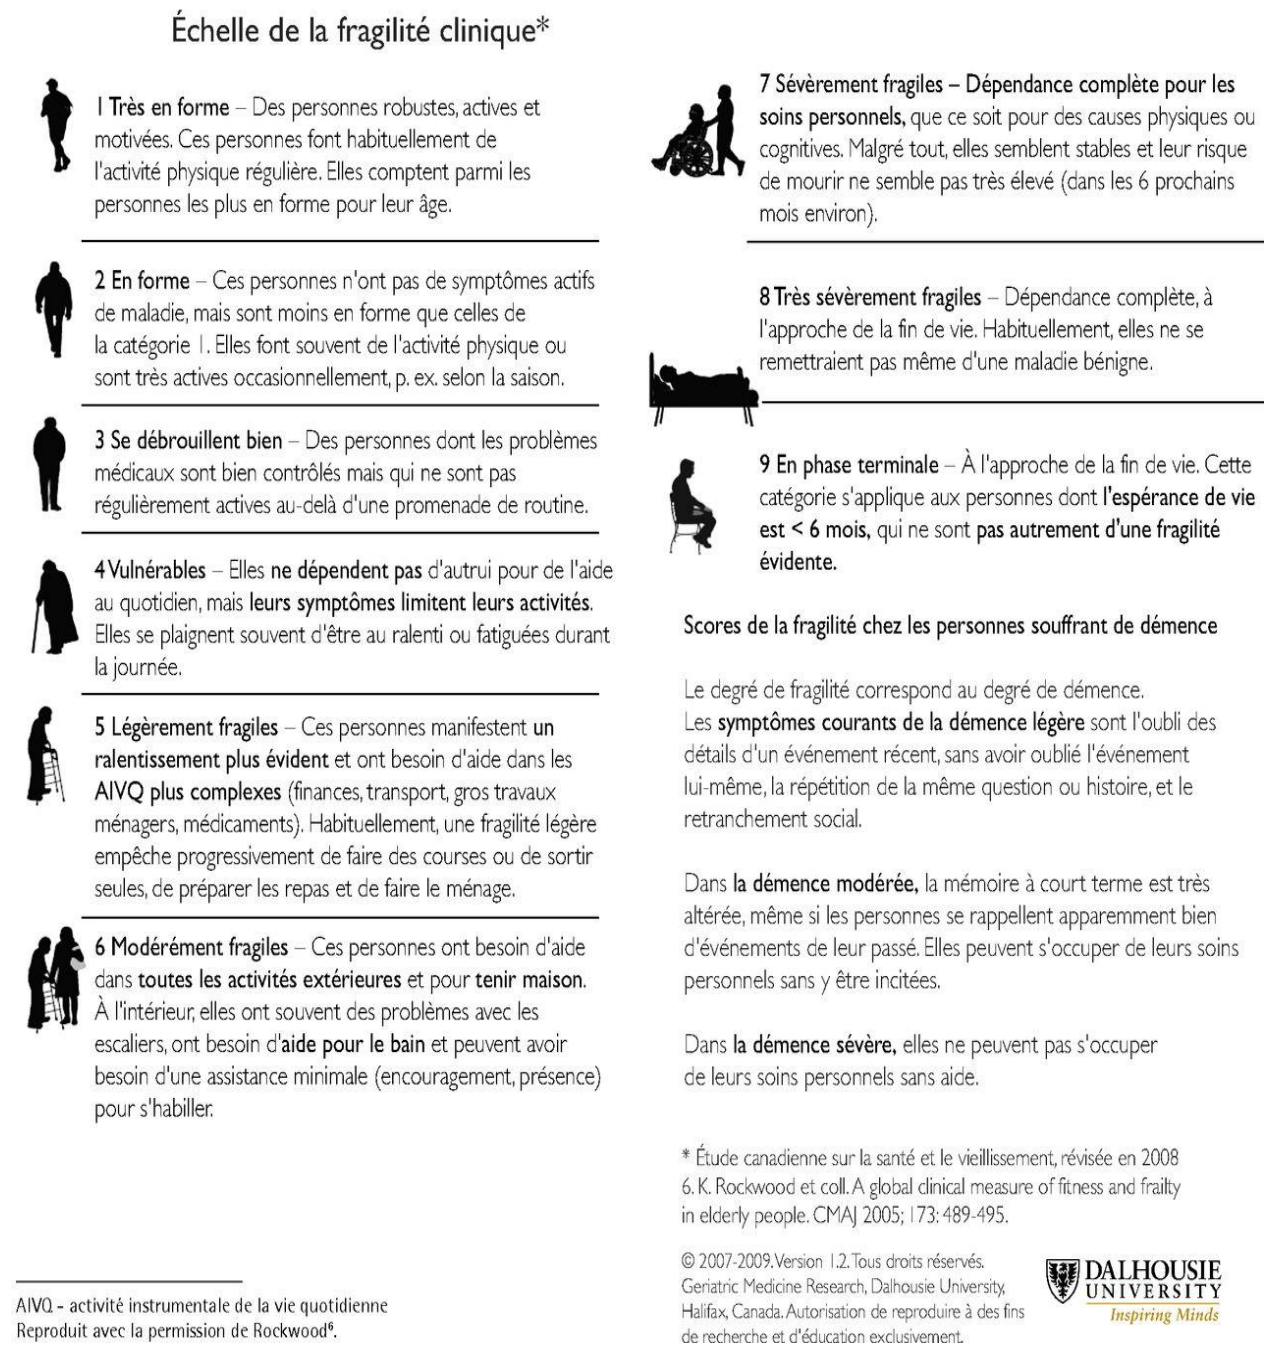 Échelle de la fragilité clinique*
1 Très en forme – Des personnes robustes, actives et
motivées. Ces personnes font habituellement de
l'activité physique régulière. Elles comptent parmi les
personnes les plus en forme pour leur âge.
2 En forme – Ces personnes n'ont pas de symptômes actifs
de maladie, mais sont moins en forme que celles de
la catégorie 1. Elles font souvent de l'activité physique ou
sont très actives occasionnellement, p. ex. selon la saison.
3 Se débrouillent bien – Des personnes dont les problèmes
médicaux sont bien contrôlés mais qui ne sont pas
régulièrement actives au-delà d'une promenade de routine.
4 Vulnérables – Elles ne dépendent pas d'autrui pour de l'aide
au quotidien, mais leurs symptômes limitent leurs activités.
Elles se plaignent souvent d'être au ralenti ou fatiguées durant
la journée.
5 Légèrement fragiles – Ces personnes manifestent un
ralentissement plus évident et ont besoin d'aide dans les
AIVQ plus complexes (finances, transport, gros travaux
ménagers, médicaments). Habituellement, une fragilité légère
empêche progressivement de faire des courses ou de sortir
seules, de préparer les repas et de faire le ménage.
6 Modérément fragiles – Ces personnes ont besoin d'aide
dans toutes les activités extérieures et pour tenir maison.
À l'intérieur, elles ont souvent des problèmes avec les
escaliers, ont besoin d'aide pour le bain et peuvent avoir
besoin d'une assistance minimale (encouragement, présence)
pour s'habiller.
AIVQ - activité instrumentale de la vie quotidienne
Reproduit avec la permission de Rockwood⁶.
7 Sévèrement fragiles – Dépendance complète pour les
soins personnels, que ce soit pour des causes physiques ou
cognitives. Malgré tout, elles semblent stables et leur risque
de mourir ne semble pas très élevé (dans les 6 prochains
mois environ).
8 Très sévèrement fragiles – Dépendance complète, à
l'approche de la fin de vie. Habituellement, elles ne se
remettraient pas même d'une maladie bénigne.
9 En phase terminale – À l'approche de la fin de vie. Cette
catégorie s'applique aux personnes dont l'espérance de vie
est < 6 mois, qui ne sont pas autrement d'une fragilité
évidente.
Scores de la fragilité chez les personnes souffrant de démence
Le degré de fragilité correspond au degré de démence.
Les symptômes courants de la démence légère sont l'oubli des
détails d'un événement récent, sans avoir oublié l'événement
lui-même, la répétition de la même question ou histoire, et le
retranchement social.
Dans la démence modérée, la mémoire à court terme est très
altérée, même si les personnes se rappellent apparemment bien
d'événements de leur passé. Elles peuvent s'occuper de leurs soins
personnels sans y être incitées.
Dans la démence sévère, elles ne peuvent pas s'occuper
de leurs soins personnels sans aide.
* Étude canadienne sur la santé et le vieillissement, révisée en 2008
6. K. Rockwood et coll. A global clinical measure of fitness and frailty
in elderly people. CMAJ 2005; 173: 489-495.
© 2007-2009. Version 1.2. Tous droits réservés.
Geriatric Medicine Research, Dalhousie University,
Halifax, Canada. Autorisation de reproduire à des fins
de recherche et d'éducation exclusivement.
DALHOUSIE
UNIVERSITY
Inspiring Minds